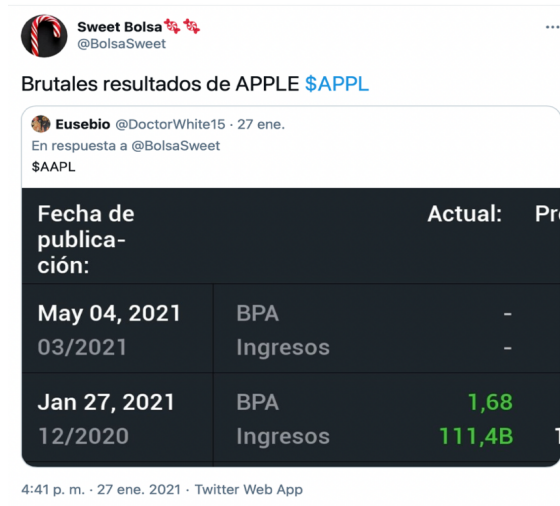 Sweet Bolsa
@BolsaSweet
Brutales resultados de APPLE $APPL
Eusebio @DoctorWhite15 · 27 ene.
En respuesta a @BolsaSweet
$AAPL
Fecha de publica-ción: Actual: Pr
May 04, 2021 BPA -
03/2021 Ingresos -
Jan 27, 2021 BPA 1,68
12/2020 Ingresos 111,4B 1
4:41 p. m. · 27 ene. 2021 · Twitter Web App